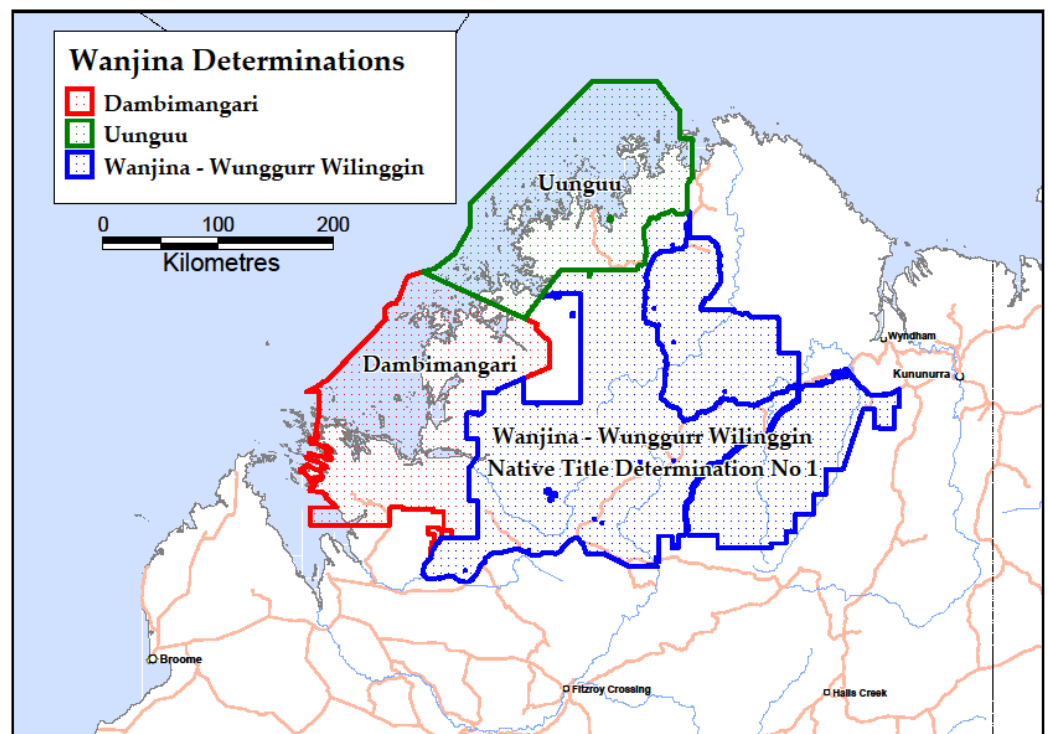 Wanjina Determinations
Dambimangari
Uunguu
Wanjina - Wunggurr Wilinggin
0 100 200
Kilometres
Uunguu
Dambimangari
Wyndham
Kununurra
Wanjina - Wunggurr Wilinggin
Native Title Determination No 1
Broome
Fitzroy Crossing
Halls Creek